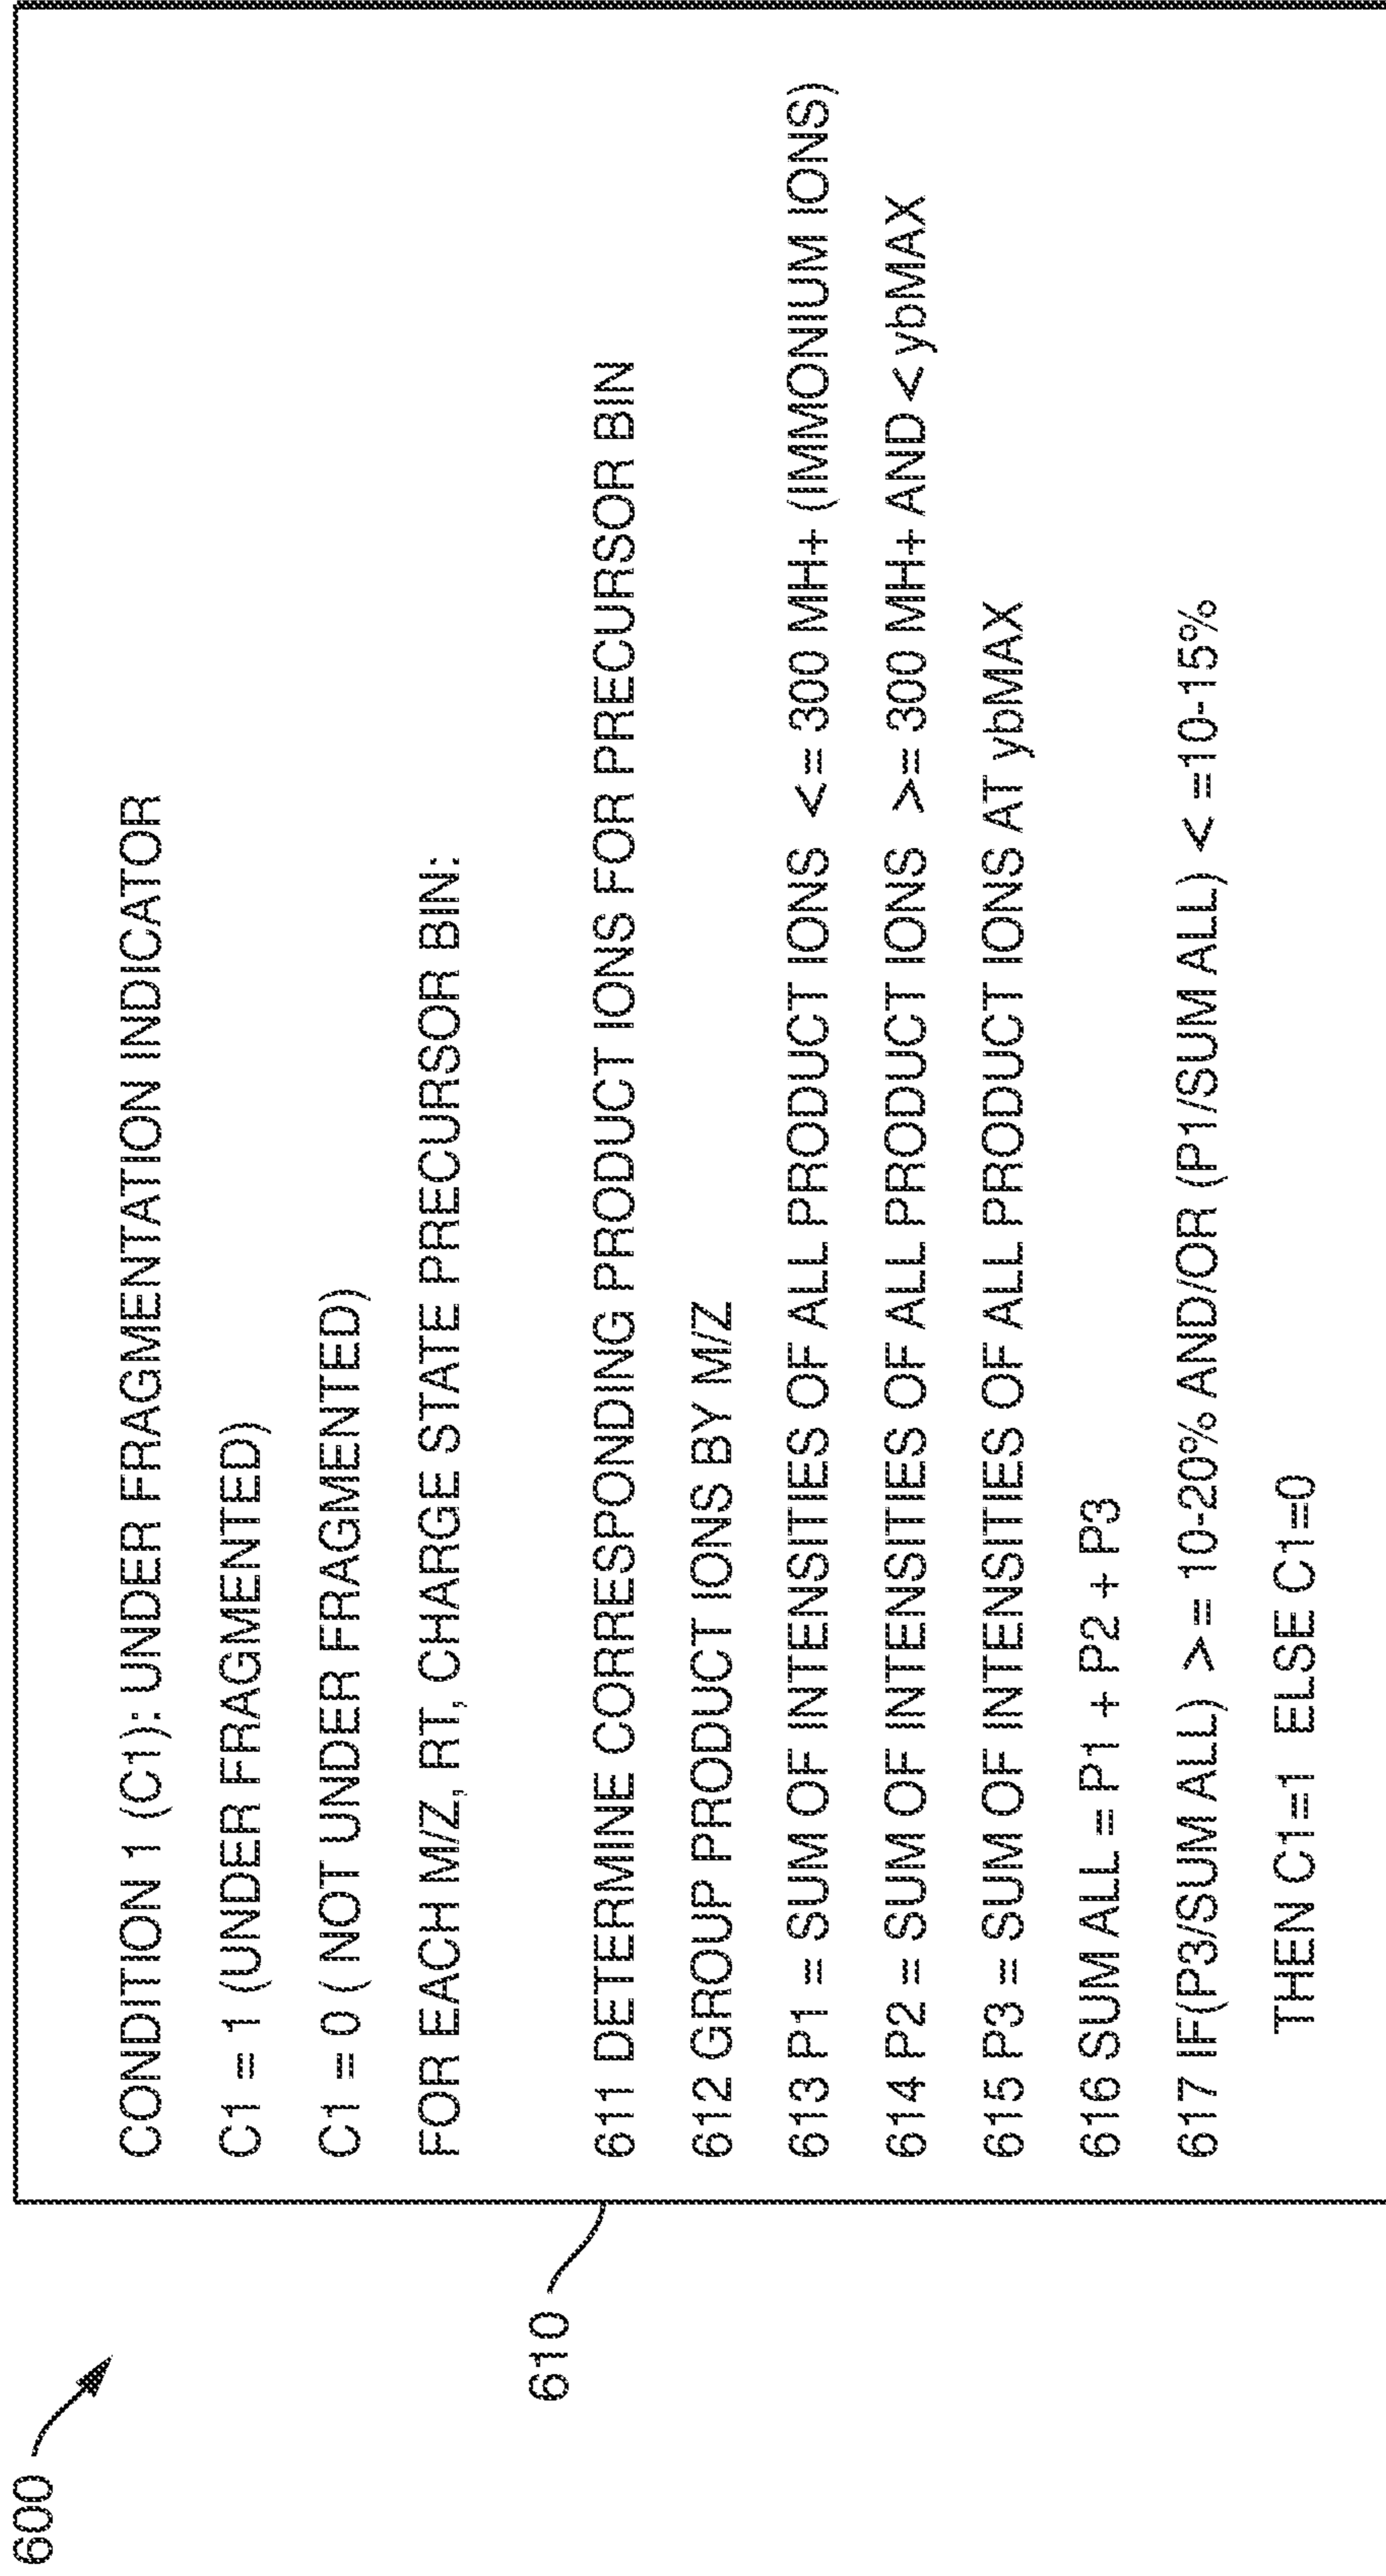 600
610
CONDITION 1 (C1): UNDER FRAGMENTATION INDICATOR
C1 = 1 (UNDER FRAGMENTED)
C1 = 0 ( NOT UNDER FRAGMENTED)
FOR EACH M/Z, RT, CHARGE STATE PRECURSOR BIN:
611 DETERMINE CORRESPONDING PRODUCT IONS FOR PRECURSOR BIN
612 GROUP PRODUCT IONS BY M/Z
613 P1 = SUM OF INTENSITIES OF ALL PRODUCT IONS <= 300 MH+ (IMMONIUM IONS)
614 P2 = SUM OF INTENSITIES OF ALL PRODUCT IONS >= 300 MH+ AND < ybMAX
615 P3 = SUM OF INTENSITIES OF ALL PRODUCT IONS AT ybMAX
616 SUM ALL = P1 + P2 + P3
617 IF(P3/SUM ALL) >= 10-20% AND/OR (P1/SUM ALL) < =10-15%
THEN C1=1 ELSE C1=0